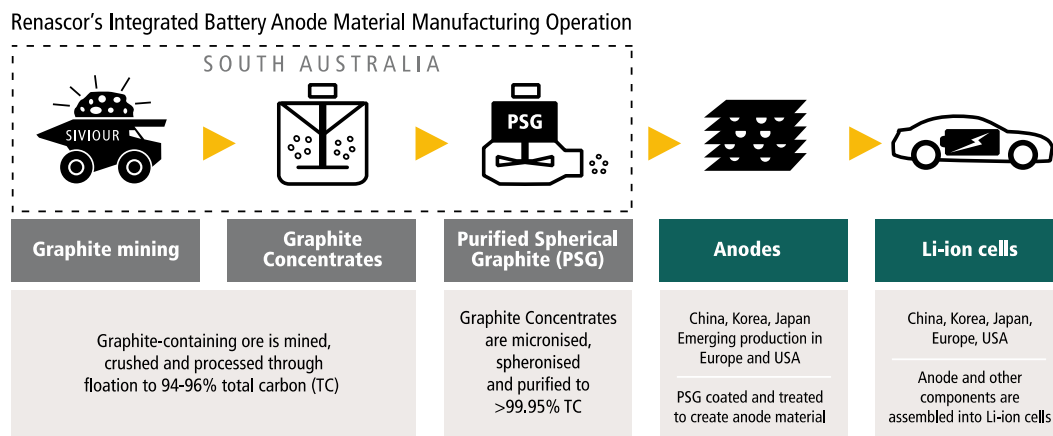 Renascor's Integrated Battery Anode Material Manufacturing Operation
SOUTH AUSTRALIA
SIVIOUR
PSG
Graphite mining
Graphite
Concentrates
Purified Spherical
Graphite (PSG)
Anodes
Li-ion cells
Graphite-containing ore is mined,
crushed and processed through
floation to 94-96% total carbon (TC)
Graphite Concentrates
are micronised,
spheronised
and purified to
>99.95% TC
China, Korea, Japan
Emerging production in
Europe and USA
PSG coated and treated
to create anode material
China, Korea, Japan,
Europe, USA
Anode and other
components are
assembled into Li-ion cells